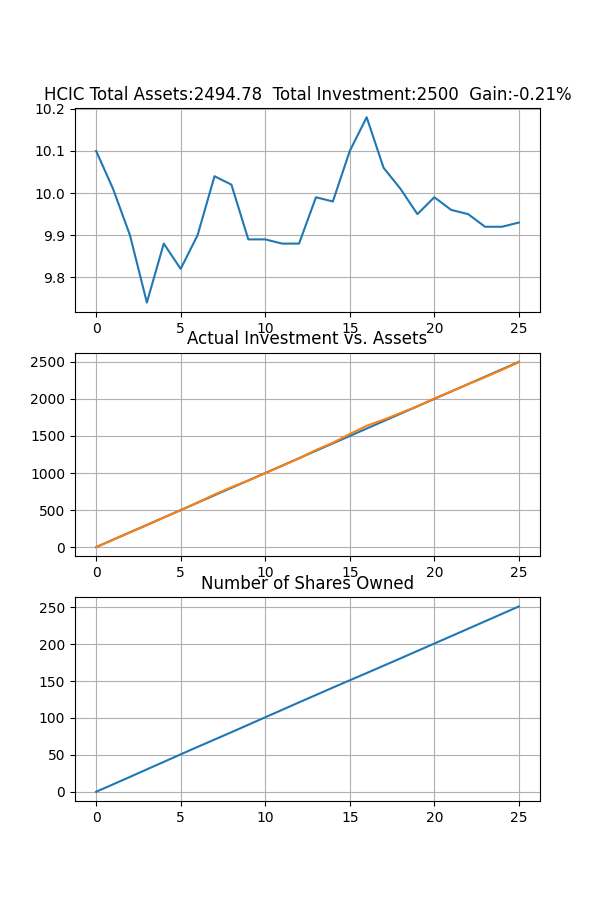 HCIC Total Assets:2494.78  Total Investment:2500  Gain:-0.21%
10.2
10.1
10.0
9.9
9.8
0 5 10 15 20 25
Actual Investment vs. Assets
2500
2000
1500
1000
500
0
0 5 10 15 20 25
Number of Shares Owned
250
200
150
100
50
0
0 5 10 15 20 25